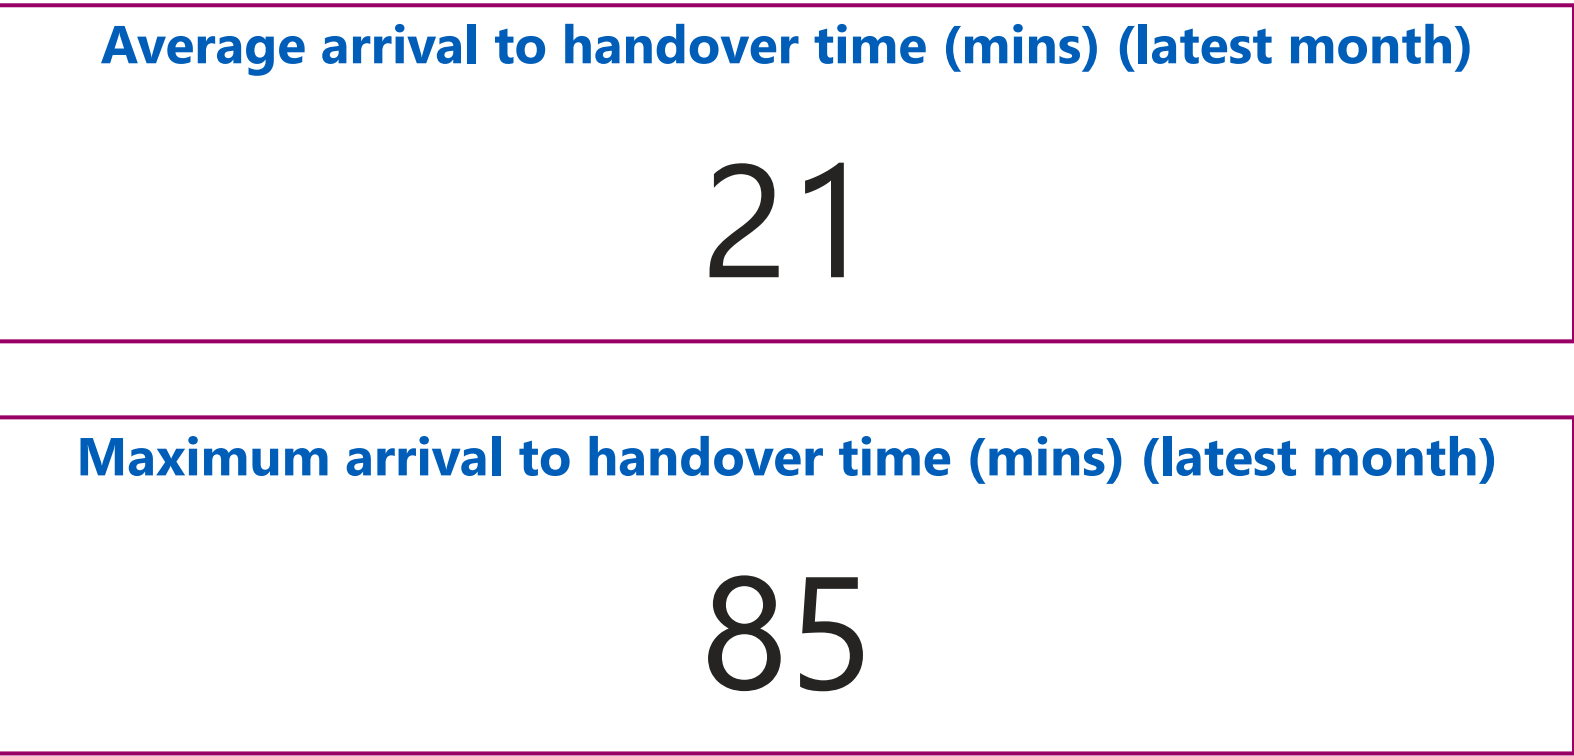 Average arrival to handover time (mins) (latest month)
21
Maximum arrival to handover time (mins) (latest month)
85